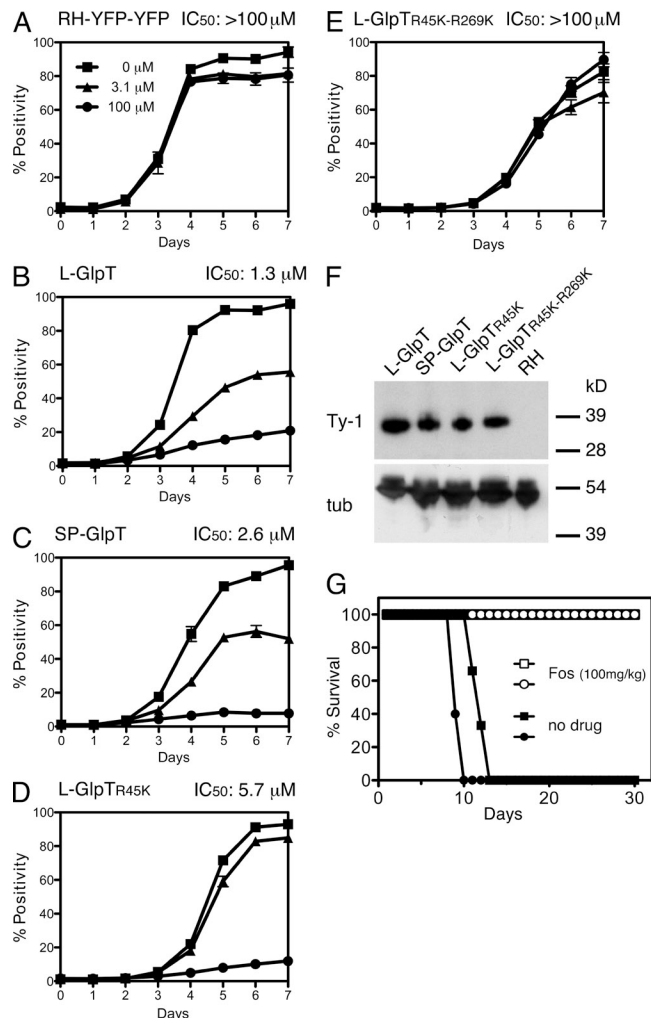 A RH-YFP-YFP IC50: >100 μM
0 μM
3.1 μM
100 μM
% Positivity
100
80
60
40
20
0
0 1 2 3 4 5 6 7
Days
B L-GlpT IC50: 1.3 μM
% Positivity
100
80
60
40
20
0
0 1 2 3 4 5 6 7
Days
C SP-GlpT IC50: 2.6 μM
% Positivity
100
80
60
40
20
0
0 1 2 3 4 5 6 7
Days
D L-GlpTR45K IC50: 5.7 μM
% Positivity
100
80
60
40
20
0
0 1 2 3 4 5 6 7
Days
E L-GlpTR45K-R269K IC50: >100 μM
% Positivity
100
80
60
40
20
0
0 1 2 3 4 5 6 7
Days
F
L-GlpT
SP-GlpT
L-GlpTR45K
L-GlpTR45K-R269K
RH
kD
Ty-1
39
28
tub
54
39
G
% Survival
100
80
60
40
20
0
Fos (100mg/kg)
no drug
0 10 20 30
Days